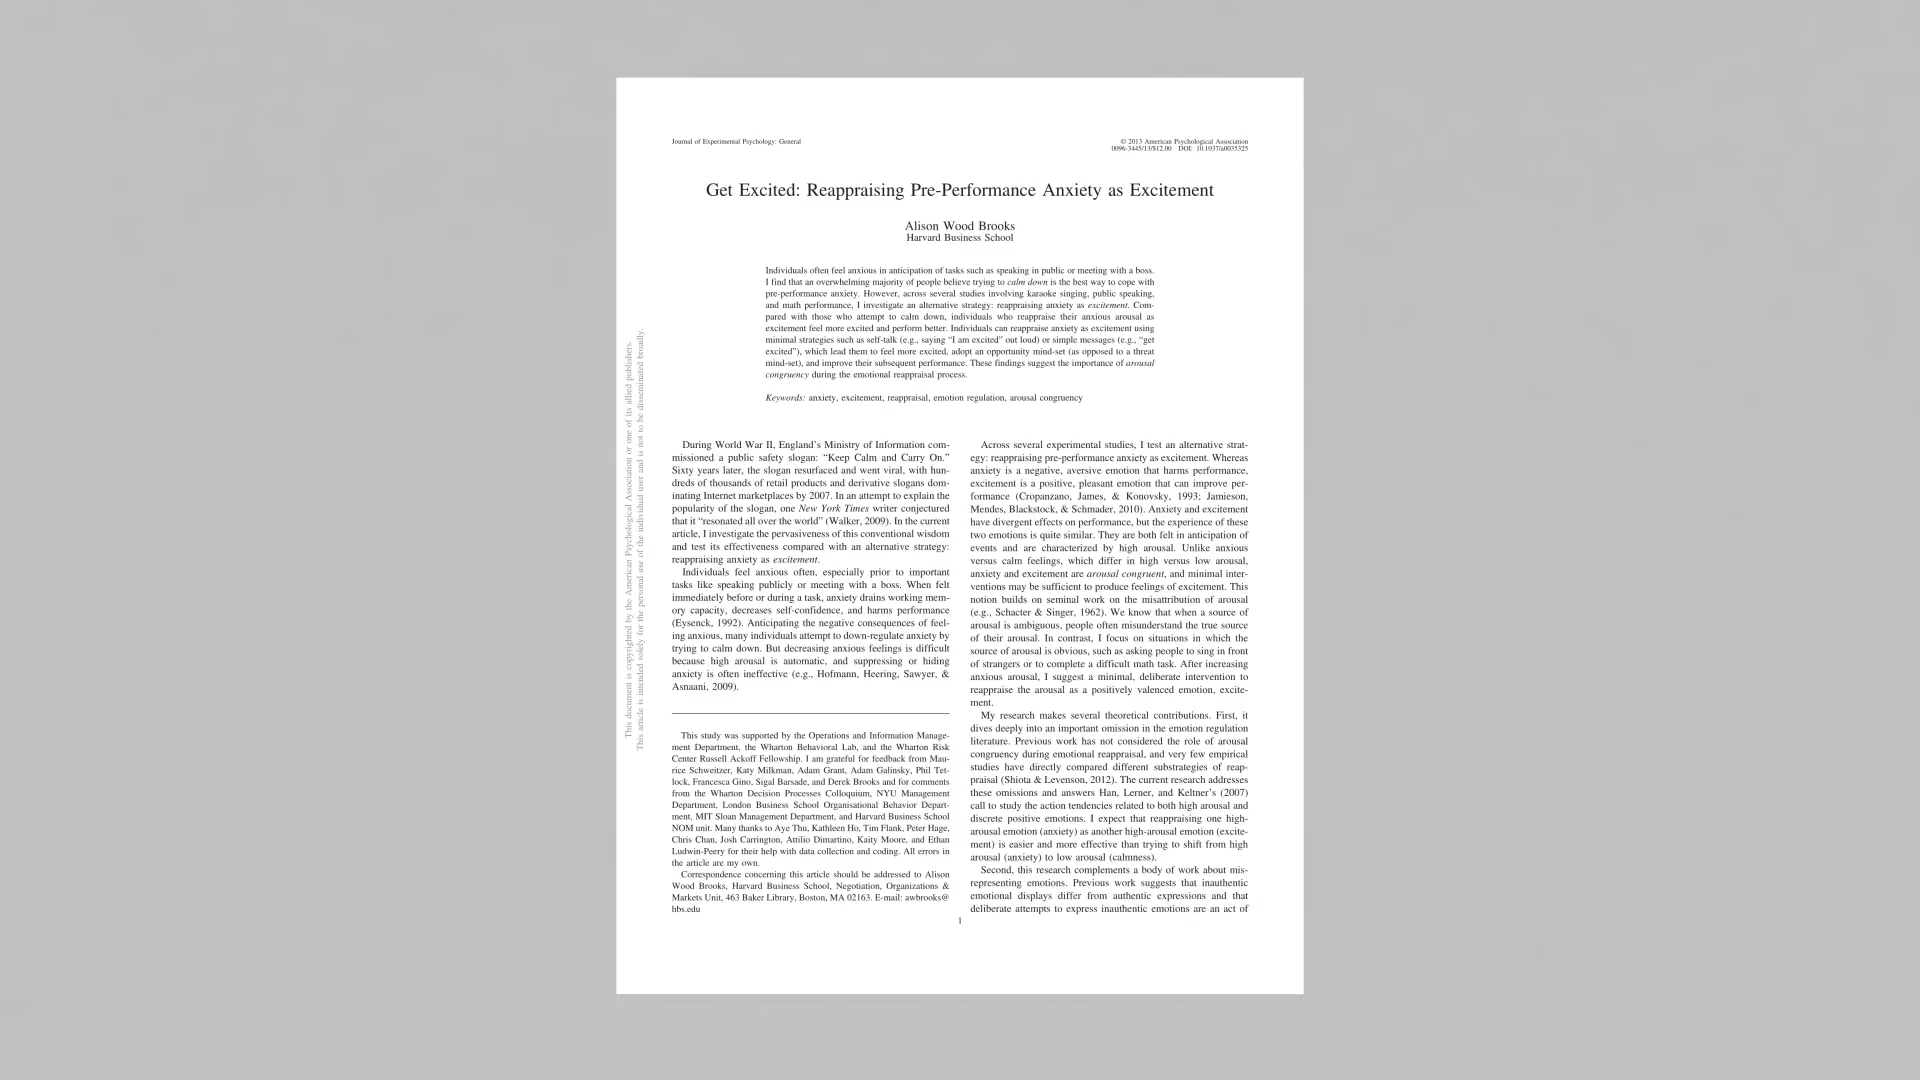 Journal of Experimental Psychology: General
© 2013 American Psychological Association
0096-3445/13/$12.00 DOI: 10.1037/a0035325
Get Excited: Reappraising Pre-Performance Anxiety as Excitement
Alison Wood Brooks
Harvard Business School
Individuals often feel anxious in anticipation of tasks such as speaking in public or meeting with a boss.
I find that an overwhelming majority of people believe trying to calm down is the best way to cope with
pre-performance anxiety. However, across several studies involving karaoke singing, public speaking,
and math performance, I investigate an alternative strategy: reappraising anxiety as excitement. Com-
pared with those who attempt to calm down, individuals who reappraise their anxious arousal as
excitement feel more excited and perform better. Individuals can reappraise anxiety as excitement using
minimal strategies such as self-talk (e.g., saying “I am excited” out loud) or simple messages (e.g., “get
excited”), which lead them to feel more excited, adopt an opportunity mind-set (as opposed to a threat
mind-set), and improve their subsequent performance. These findings suggest the importance of arousal
congruency during the emotional reappraisal process.
Keywords: anxiety, excitement, reappraisal, emotion regulation, arousal congruency
During World War II, England’s Ministry of Information com-
missioned a public safety slogan: “Keep Calm and Carry On.”
Sixty years later, the slogan resurfaced and went viral, with hun-
dreds of thousands of retail products and derivative slogans dom-
inating Internet marketplaces by 2007. In an attempt to explain the
popularity of the slogan, one New York Times writer conjectured
that it “resonated all over the world” (Walker, 2009). In the current
article, I investigate the pervasiveness of this conventional wisdom
and test its effectiveness compared with an alternative strategy:
reappraising anxiety as excitement.
Individuals feel anxious often, especially prior to important
tasks like speaking publicly or meeting with a boss. When felt
immediately before or during a task, anxiety drains working mem-
ory capacity, decreases self-confidence, and harms performance
(Eysenck, 1992). Anticipating the negative consequences of feel-
ing anxious, many individuals attempt to down-regulate anxiety by
trying to calm down. But decreasing anxious feelings is difficult
because high arousal is automatic, and suppressing or hiding
anxiety is often ineffective (e.g., Hofmann, Heering, Sawyer, &
Asnaani, 2009).
This study was supported by the Operations and Information Manage-
ment Department, the Wharton Behavioral Lab, and the Wharton Risk
Center Russell Ackoff Fellowship. I am grateful for feedback from Mau-
rice Schweitzer, Katy Milkman, Adam Grant, Adam Galinsky, Phil Tet-
lock, Francesca Gino, Sigal Barsade, and Derek Brooks and for comments
from the Wharton Decision Processes Colloquium, NYU Management
Department, London Business School Organisational Behavior Depart-
ment, MIT Sloan Management Department, and Harvard Business School
NOM unit. Many thanks to Aye Thu, Kathleen Ho, Tim Flank, Peter Hage,
Chris Chan, Josh Carrington, Attilio Dimartino, Kaity Moore, and Ethan
Ludwin-Peery for their help with data collection and coding. All errors in
the article are my own.
Correspondence concerning this article should be addressed to Alison
Wood Brooks, Harvard Business School, Negotiation, Organizations &
Markets Unit, 463 Baker Library, Boston, MA 02163. E-mail: awbrooks@
hbs.edu
Across several experimental studies, I test an alternative strat-
egy: reappraising pre-performance anxiety as excitement. Whereas
anxiety is a negative, aversive emotion that harms performance,
excitement is a positive, pleasant emotion that can improve per-
formance (Cropanzano, James, & Konovsky, 1993; Jamieson,
Mendes, Blackstock, & Schmader, 2010). Anxiety and excitement
have divergent effects on performance, but the experience of these
two emotions is quite similar. They are both felt in anticipation of
events and are characterized by high arousal. Unlike anxious
versus calm feelings, which differ in high versus low arousal,
anxiety and excitement are arousal congruent, and minimal inter-
ventions may be sufficient to produce feelings of excitement. This
notion builds on seminal work on the misattribution of arousal
(e.g., Schacter & Singer, 1962). We know that when a source of
arousal is ambiguous, people often misunderstand the true source
of their arousal. In contrast, I focus on situations in which the
source of arousal is obvious, such as asking people to sing in front
of strangers or to complete a difficult math task. After increasing
anxious arousal, I suggest a minimal, deliberate intervention to
reappraise the arousal as a positively valenced emotion, excite-
ment.
My research makes several theoretical contributions. First, it
dives deeply into an important omission in the emotion regulation
literature. Previous work has not considered the role of arousal
congruency during emotional reappraisal, and very few empirical
studies have directly compared different substrategies of reap-
praisal (Shiota & Levenson, 2012). The current research addresses
these omissions and answers Han, Lerner, and Keltner’s (2007)
call to study the action tendencies related to both high arousal and
discrete positive emotions. I expect that reappraising one high-
arousal emotion (anxiety) as another high-arousal emotion (excite-
ment) is easier and more effective than trying to shift from high
arousal (anxiety) to low arousal (calmness).
Second, this research complements a body of work about mis-
representing emotions. Previous work suggests that inauthentic
emotional displays differ from authentic expressions and that
deliberate attempts to express inauthentic emotions are an act of
1
This document is copyrighted by the American Psychological Association or one of its allied publishers.
This article is intended solely for the personal use of the individual user and is not to be disseminated broadly.